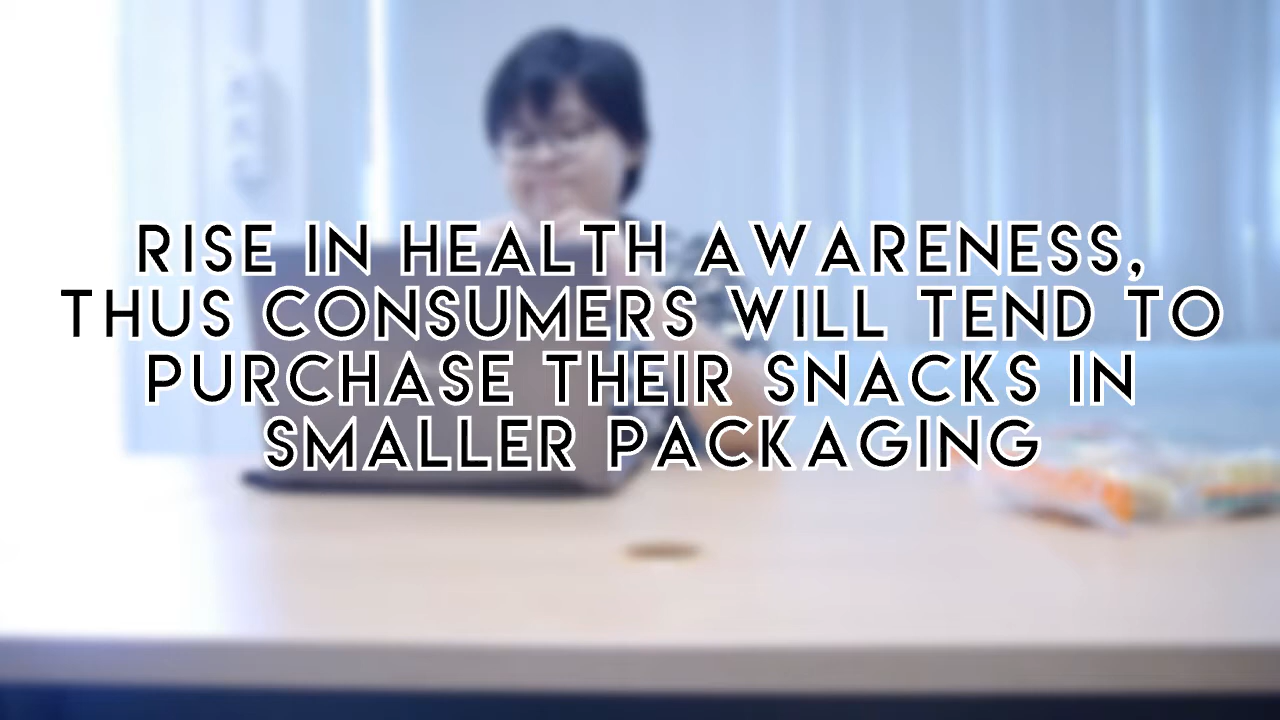 RISE IN HEALTH AWARENESS,
THUS CONSUMERS WILL TEND TO
PURCHASE THEIR SNACKS IN
SMALLER PACKAGING